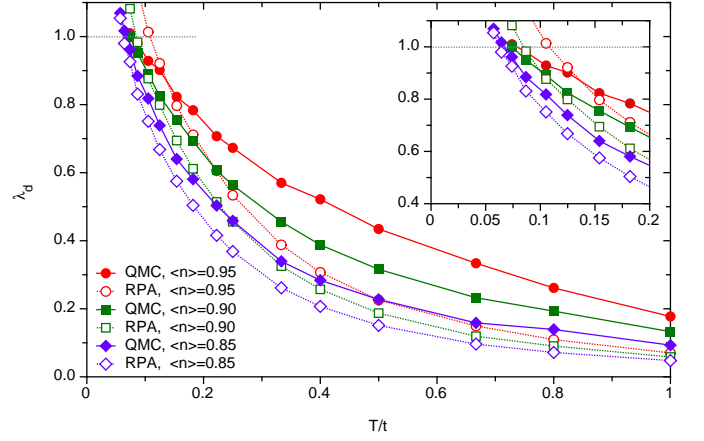 1.0
0.8
0.6
0.4
0.2
0.0
λ_d
0
0.2
0.4
0.6
0.8
1
T/t
QMC, <n>=0.95
RPA, <n>=0.95
QMC, <n>=0.90
RPA, <n>=0.90
QMC, <n>=0.85
RPA, <n>=0.85
1.0
0.8
0.6
0.4
0
0.05
0.1
0.15
0.2